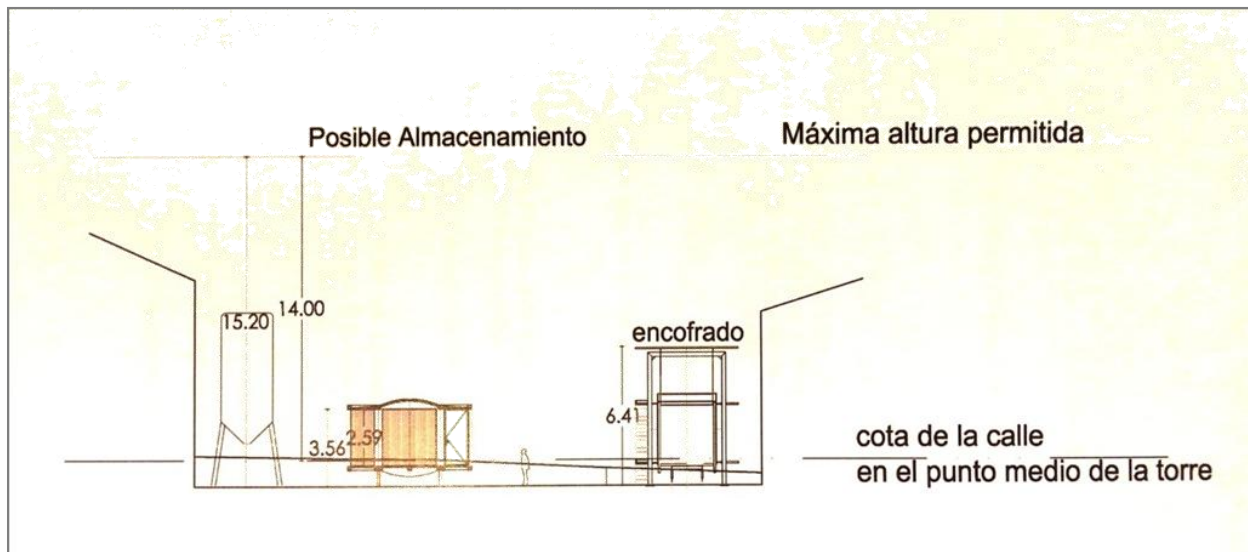 Posible Almacenamiento
Máxima altura permitida
14.00
15.20
encofrado
6.41
2.59
3.56
cota de la calle
en el punto medio de la torre